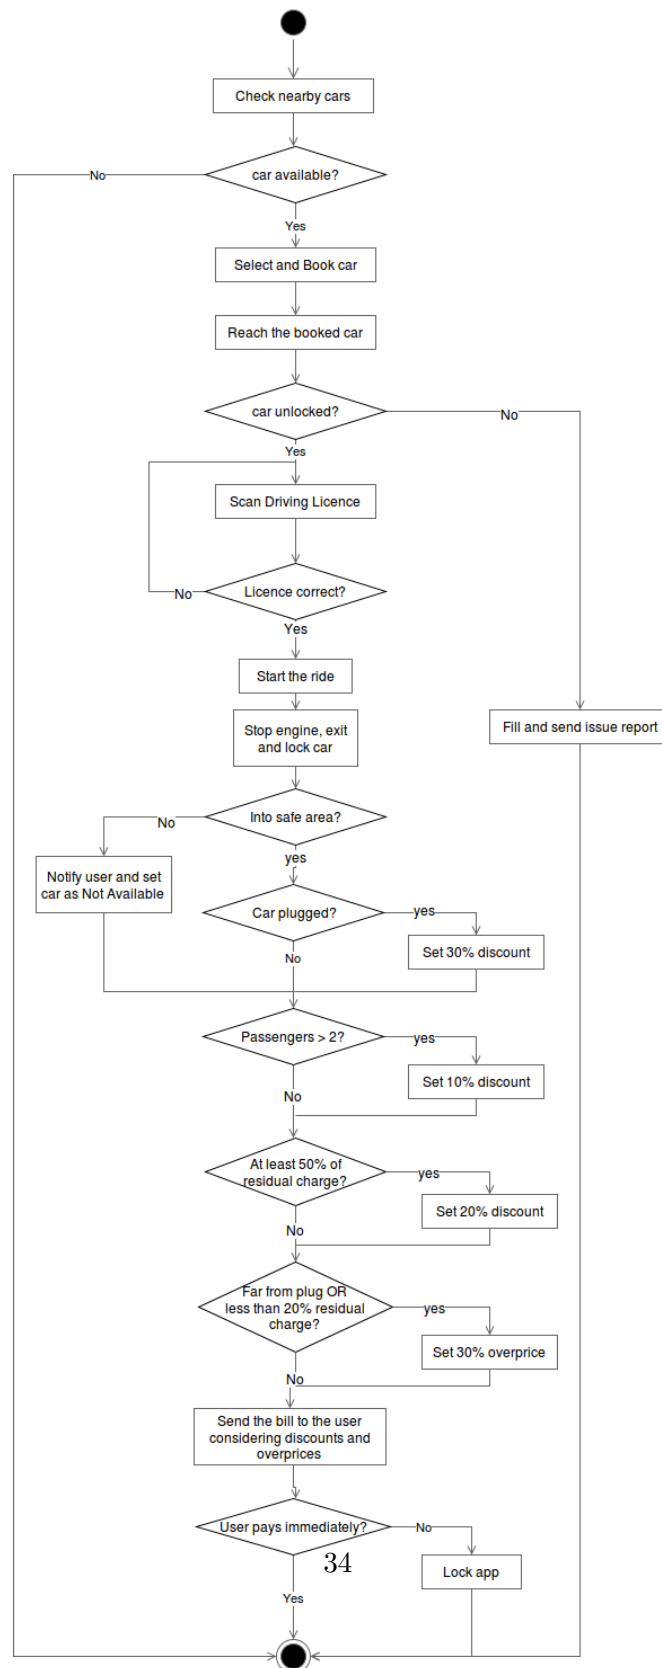 Check nearby cars
No
car available?
Yes
Select and Book car
Reach the booked car
car unlocked?
No
Yes
Scan Driving Licence
No
Licence correct?
Yes
Start the ride
Stop engine, exit
and lock car
Fill and send issue report
Into safe area?
No
yes
Notify user and set
car as Not Available
Car plugged?
yes
Set 30% discount
No
Passengers > 2?
yes
Set 10% discount
No
At least 50% of
residual charge?
yes
Set 20% discount
No
Far from plug OR
less than 20% residual
charge?
yes
Set 30% overprice
No
Send the bill to the user
considering discounts and
overprices
User pays immediately?
No
34
Lock app
Yes